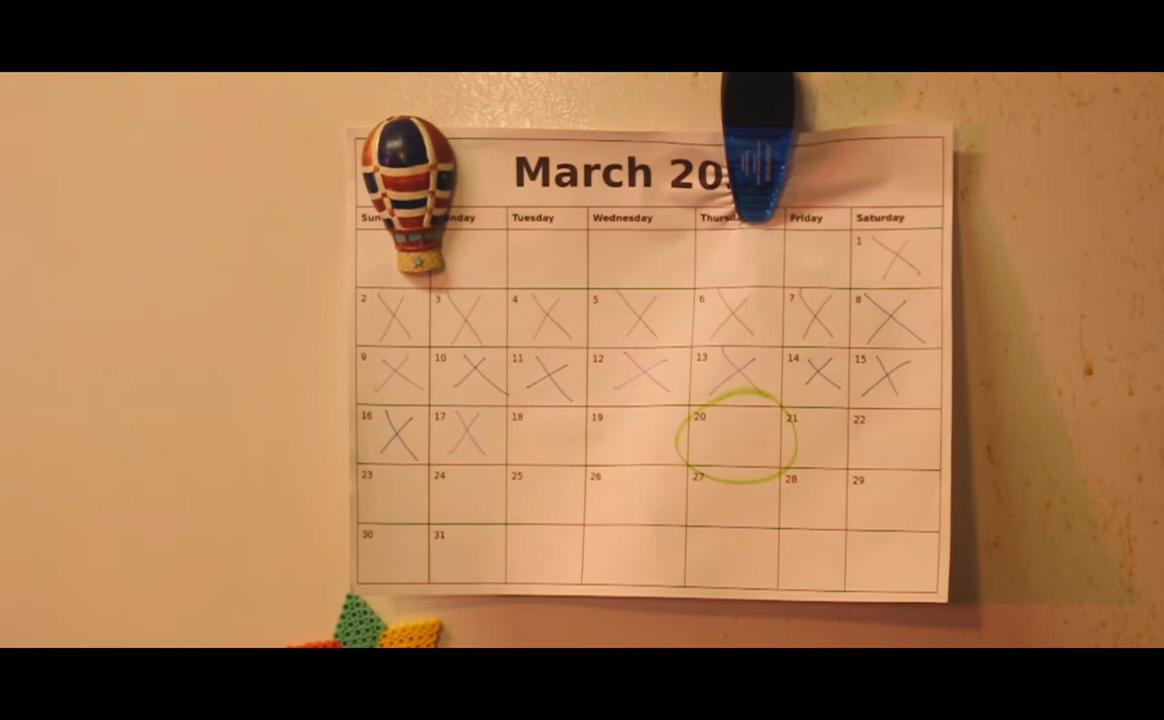 March 20
Sun Tuesday Wednesday Friday Saturday
1
2 3 4 5 6 7 8
9 10 11 12 13 14 15
16 17 18 19 20 21 22
23 24 25 26 27 28 29
30 31